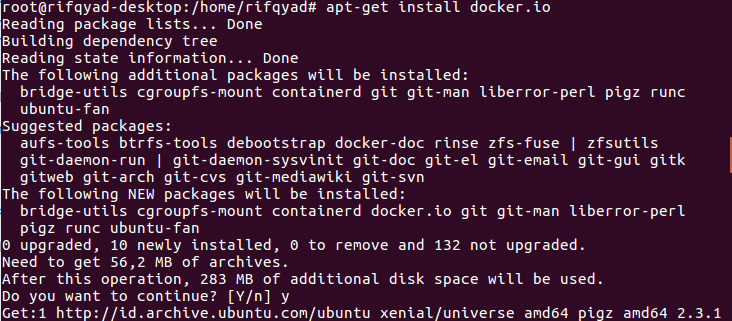 root@rifqyad-desktop:/home/rifqyad# apt-get install docker.io
Reading package lists... Done
Building dependency tree
Reading state information... Done
The following additional packages will be installed:
  bridge-utils cgroupfs-mount containerd git git-man liberror-perl pigz runc
  ubuntu-fan
Suggested packages:
  aufs-tools btrfs-tools debootstrap docker-doc rinse zfs-fuse | zfsutils
  git-daemon-run | git-daemon-sysvinit git-doc git-el git-email git-gui gitk
  gitweb git-arch git-cvs git-mediawiki git-svn
The following NEW packages will be installed:
  bridge-utils cgroupfs-mount containerd docker.io git git-man liberror-perl
  pigz runc ubuntu-fan
0 upgraded, 10 newly installed, 0 to remove and 132 not upgraded.
Need to get 56,2 MB of archives.
After this operation, 283 MB of additional disk space will be used.
Do you want to continue? [Y/n] y
Get:1 http://id.archive.ubuntu.com/ubuntu xenial/universe amd64 pigz amd64 2.3.1